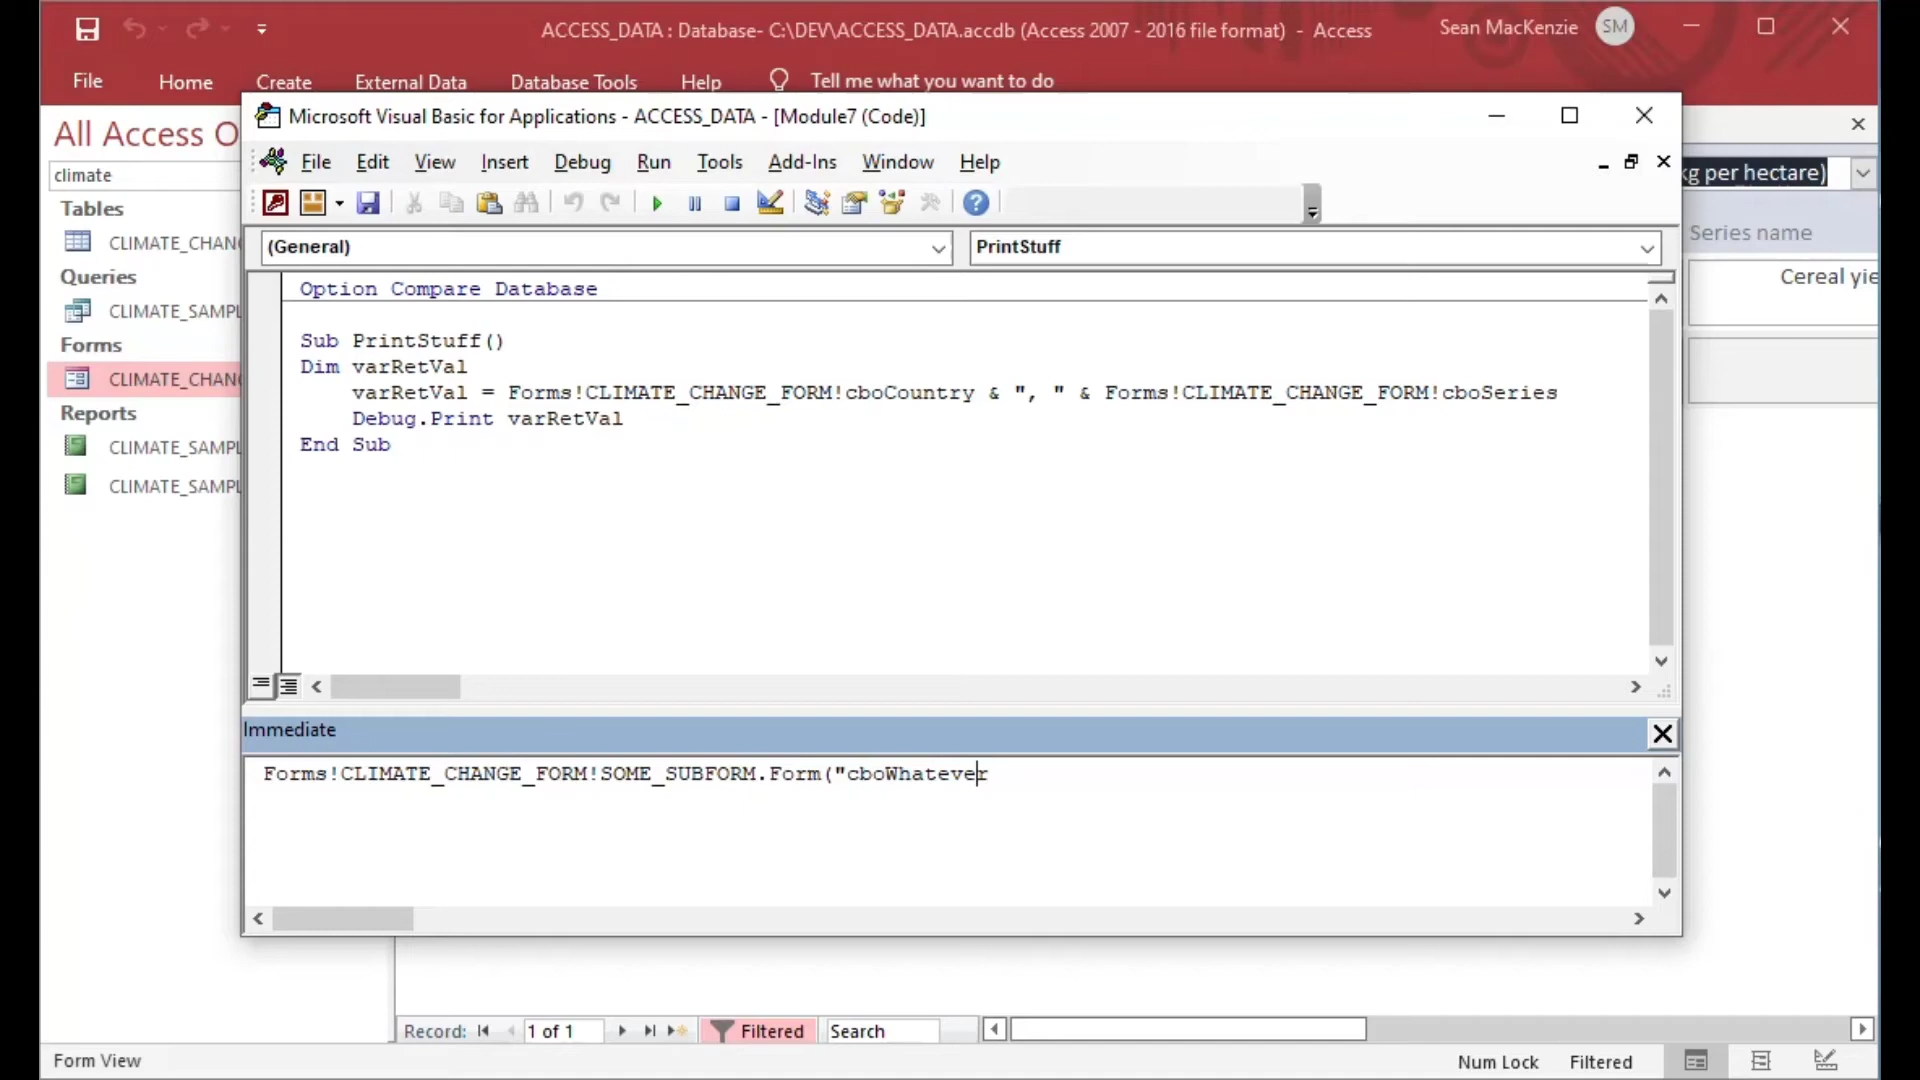 ACCESS_DATA : Database- C:\DEV\ACCESS_DATA.accdb (Access 2007 - 2016 file format) - Access
Sean MacKenzie
SM
File
Home
Create
External Data
Database Tools
Help
Tell me what you want to do
All Access O
climate
Tables
CLIMATE_CHAN
Queries
CLIMATE_SAMPL
Forms
CLIMATE_CHAN
Reports
CLIMATE_SAMPL
CLIMATE_SAMPL
Microsoft Visual Basic for Applications - ACCESS_DATA - [Module7 (Code)]
File Edit View Insert Debug Run Tools Add-Ins Window Help
(General)
PrintStuff
Option Compare Database
Sub PrintStuff()
Dim varRetVal
varRetVal = Forms!CLIMATE_CHANGE_FORM!cboCountry & ", " & Forms!CLIMATE_CHANGE_FORM!cboSeries
Debug.Print varRetVal
End Sub
Immediate
Forms!CLIMATE_CHANGE_FORM!SOME_SUBFORM.Form("cboWhatever
kg per hectare)
Series name
Cereal yie
Record:
1 of 1
Filtered
Search
Form View
Num Lock
Filtered